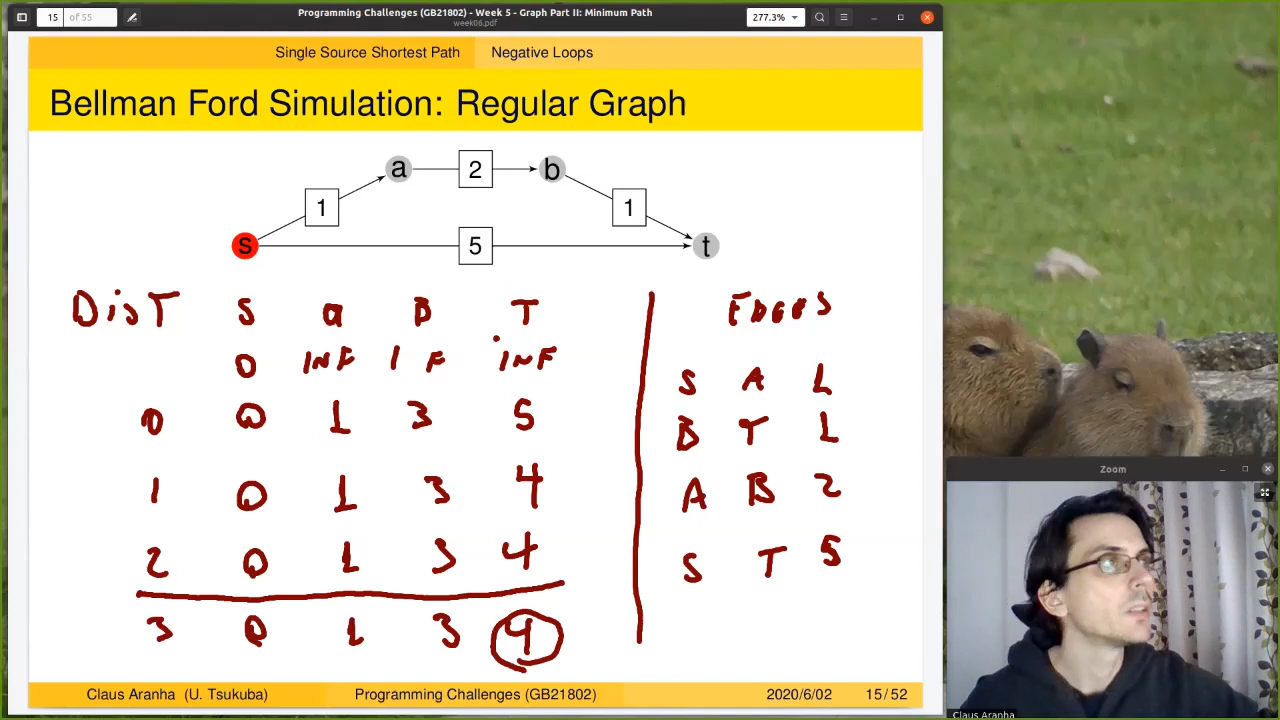 15 of 55
Programming Challenges (GB21802) - Week 5 - Graph Part II: Minimum Path
week06.pdf
277.3%
Single Source Shortest Path Negative Loops
Bellman Ford Simulation: Regular Graph
a 2 b
1 1
s 5 t
DisT S a B T EDGES
0 INF I F INF
S A 1
0 0 1 3 5
B T 1
1 0 1 3 4
A B 2
2 0 1 3 4
S T 5
3 0 1 3 4
Claus Aranha (U. Tsukuba) Programming Challenges (GB21802) 2020/6/02 15 / 52
Zoom
Claus Aranha